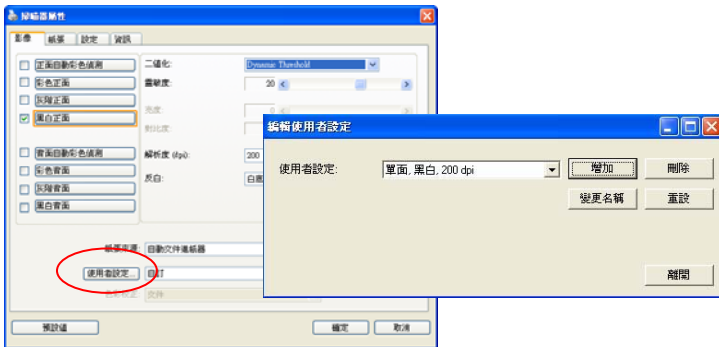 掃瞄器屬性
影像 紙張 設定 資訊
正面自動彩色偵測
彩色正面
灰階正面
黑白正面
背面自動彩色偵測
彩色背面
灰階背面
黑白背面
二值化: Dynamic Threshold
靈敏度: 20
亮度: 0
對比度:
解析度 (dpi): 200
反白:
紙張來源: 自動文件進紙器
使用者設定... 自訂
預設值 確定 取消
編輯使用者設定
使用者設定: 單面, 黑白, 200 dpi 增加 刪除
變更名稱 重設
離開